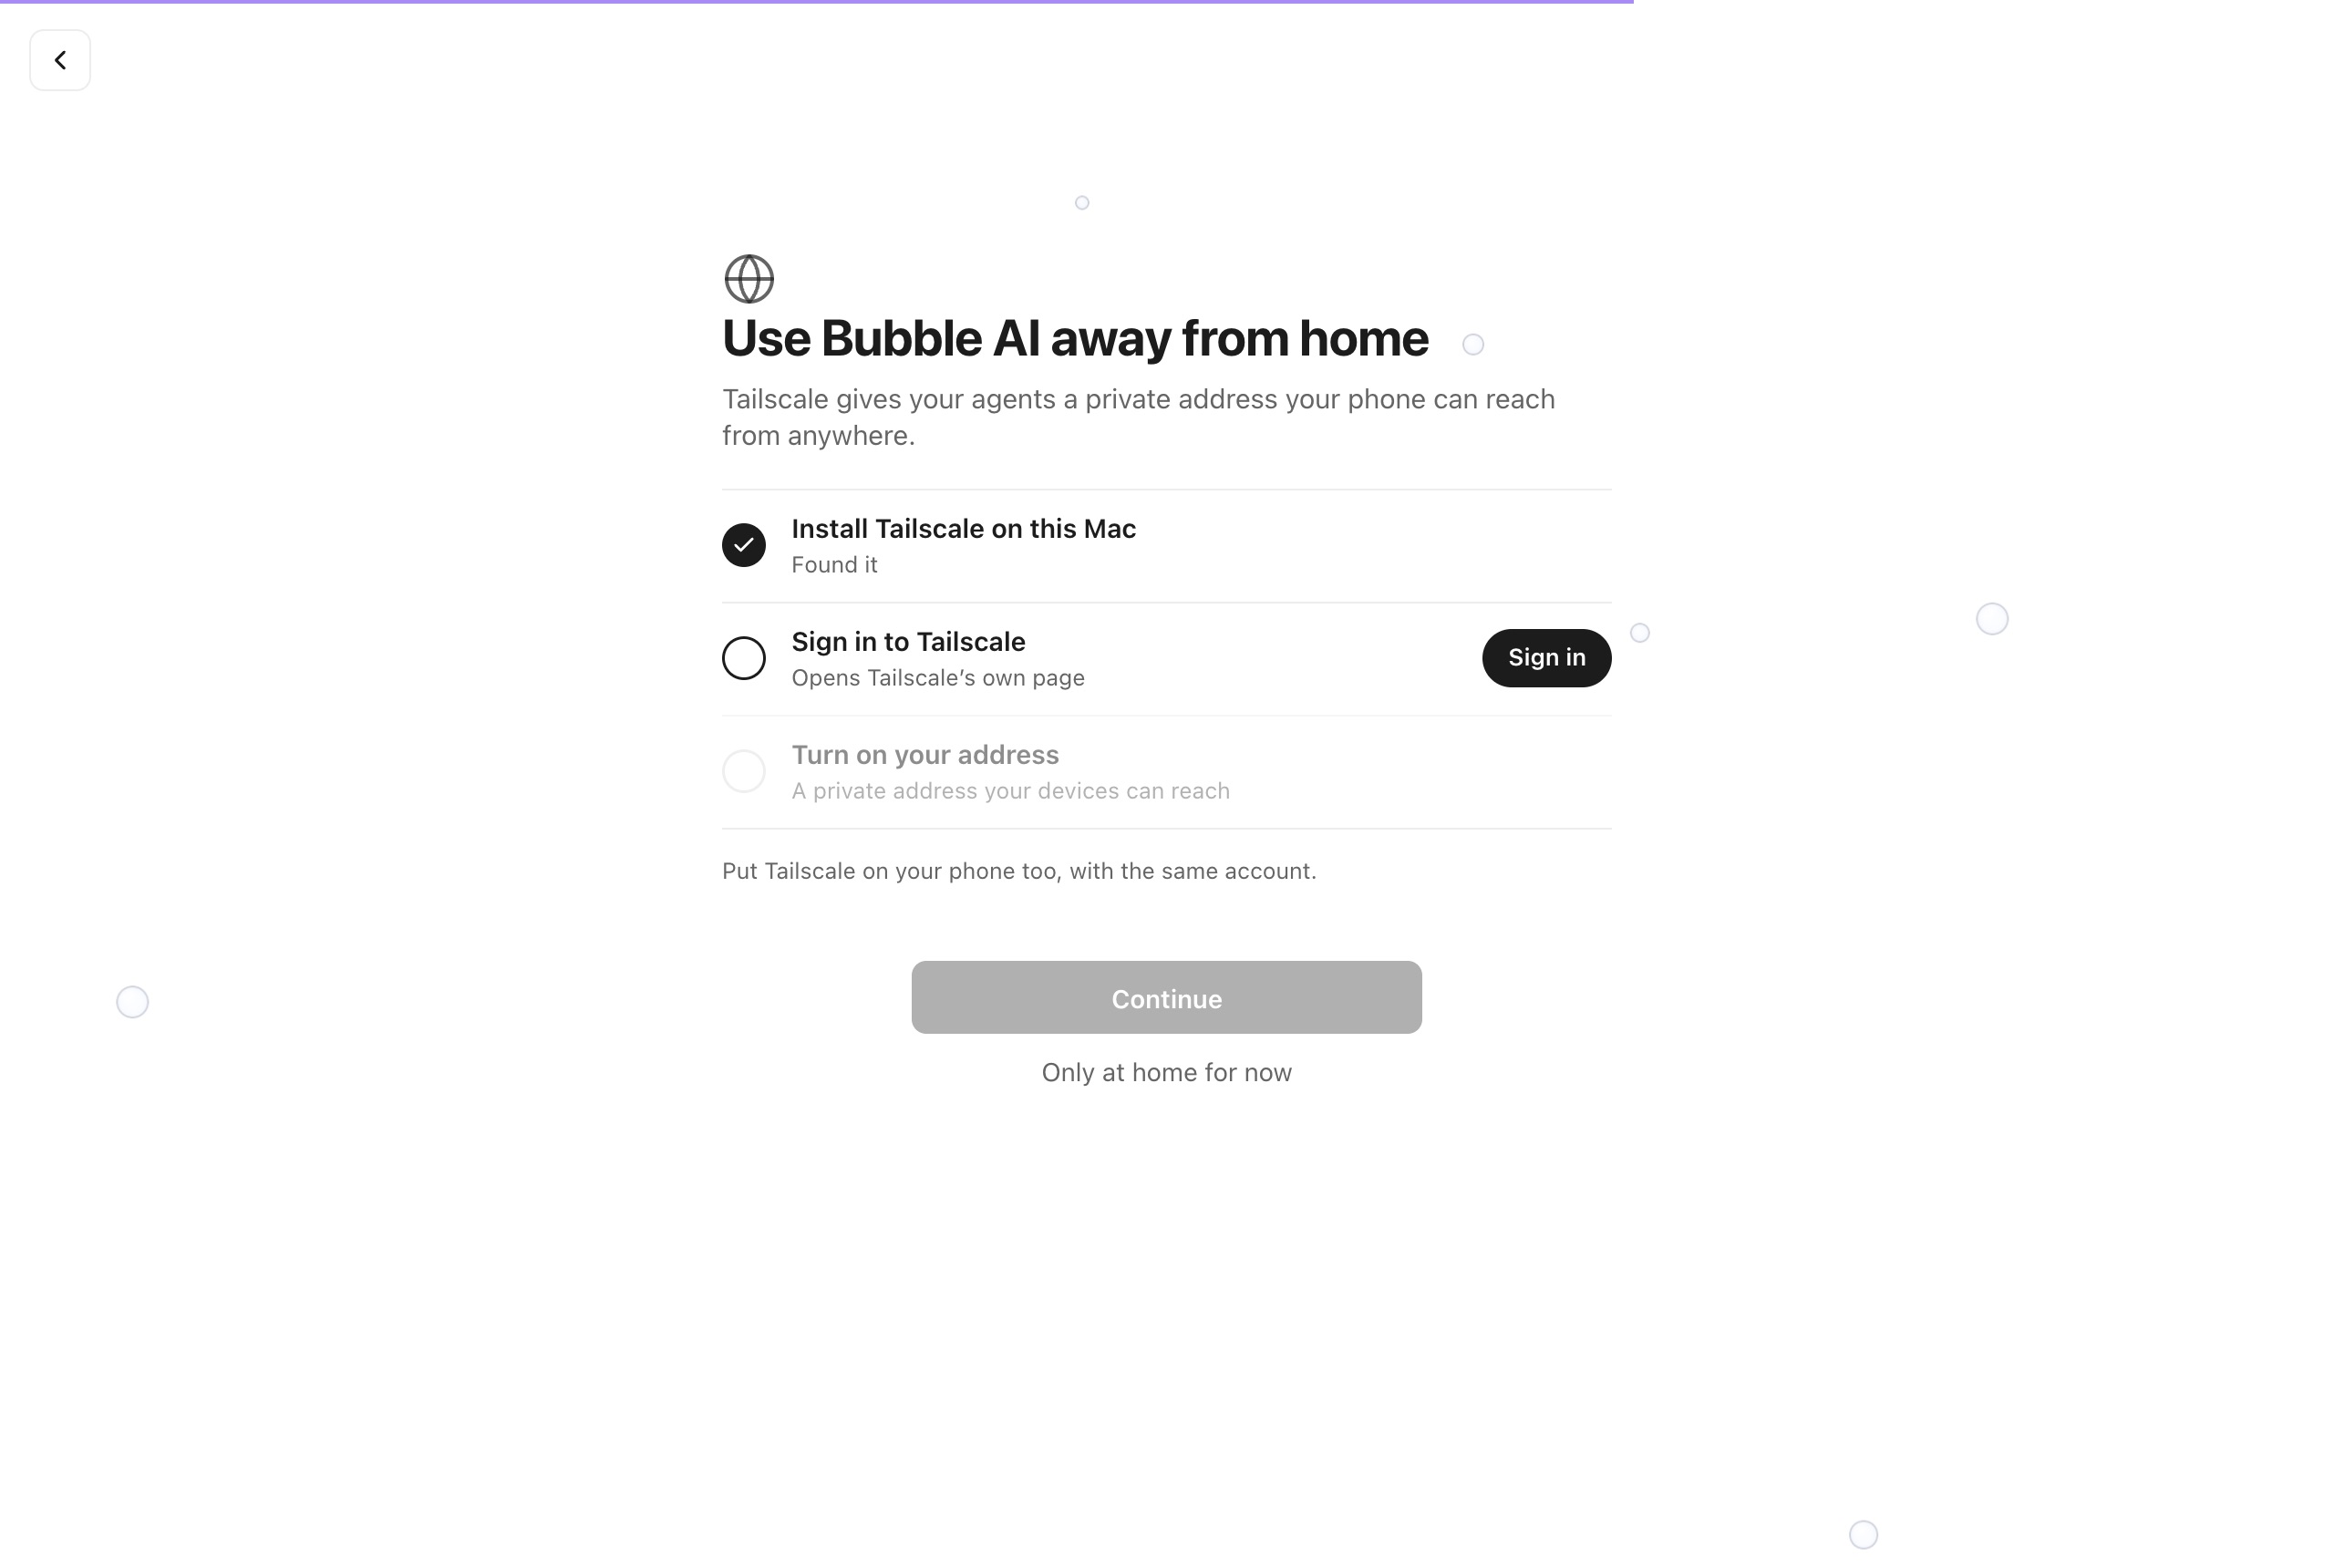 Use Bubble AI away from home
Tailscale gives your agents a private address your phone can reach
from anywhere.
Install Tailscale on this Mac
Found it
Sign in to Tailscale
Opens Tailscale’s own page
Sign in
Turn on your address
A private address your devices can reach
Put Tailscale on your phone too, with the same account.
Continue
Only at home for now